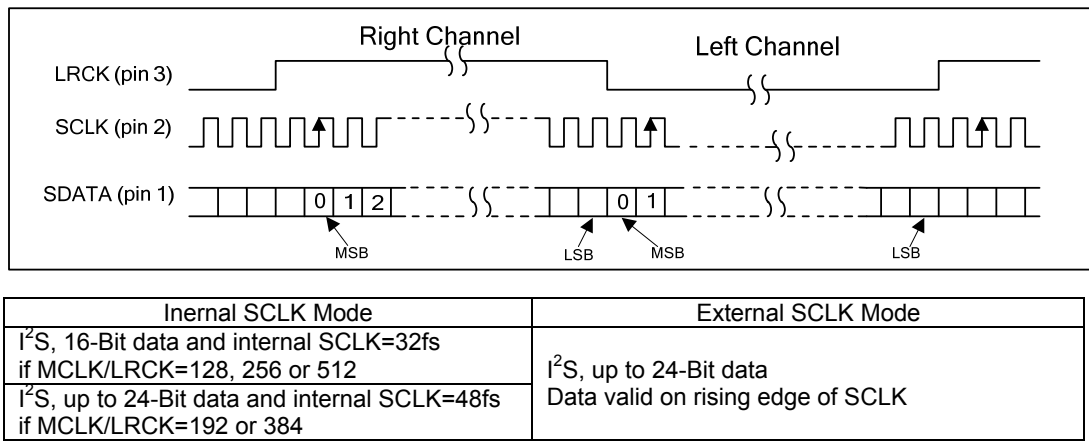 Right Channel
Left Channel
LRCK (pin 3)
SCLK (pin 2)
SDATA (pin 1)
0 1 2
0 1
MSB
LSB
MSB
LSB
Inernal SCLK Mode
External SCLK Mode
I²S, 16-Bit data and internal SCLK=32fs
if MCLK/LRCK=128, 256 or 512
I²S, up to 24-Bit data and internal SCLK=48fs
if MCLK/LRCK=192 or 384
I²S, up to 24-Bit data
Data valid on rising edge of SCLK